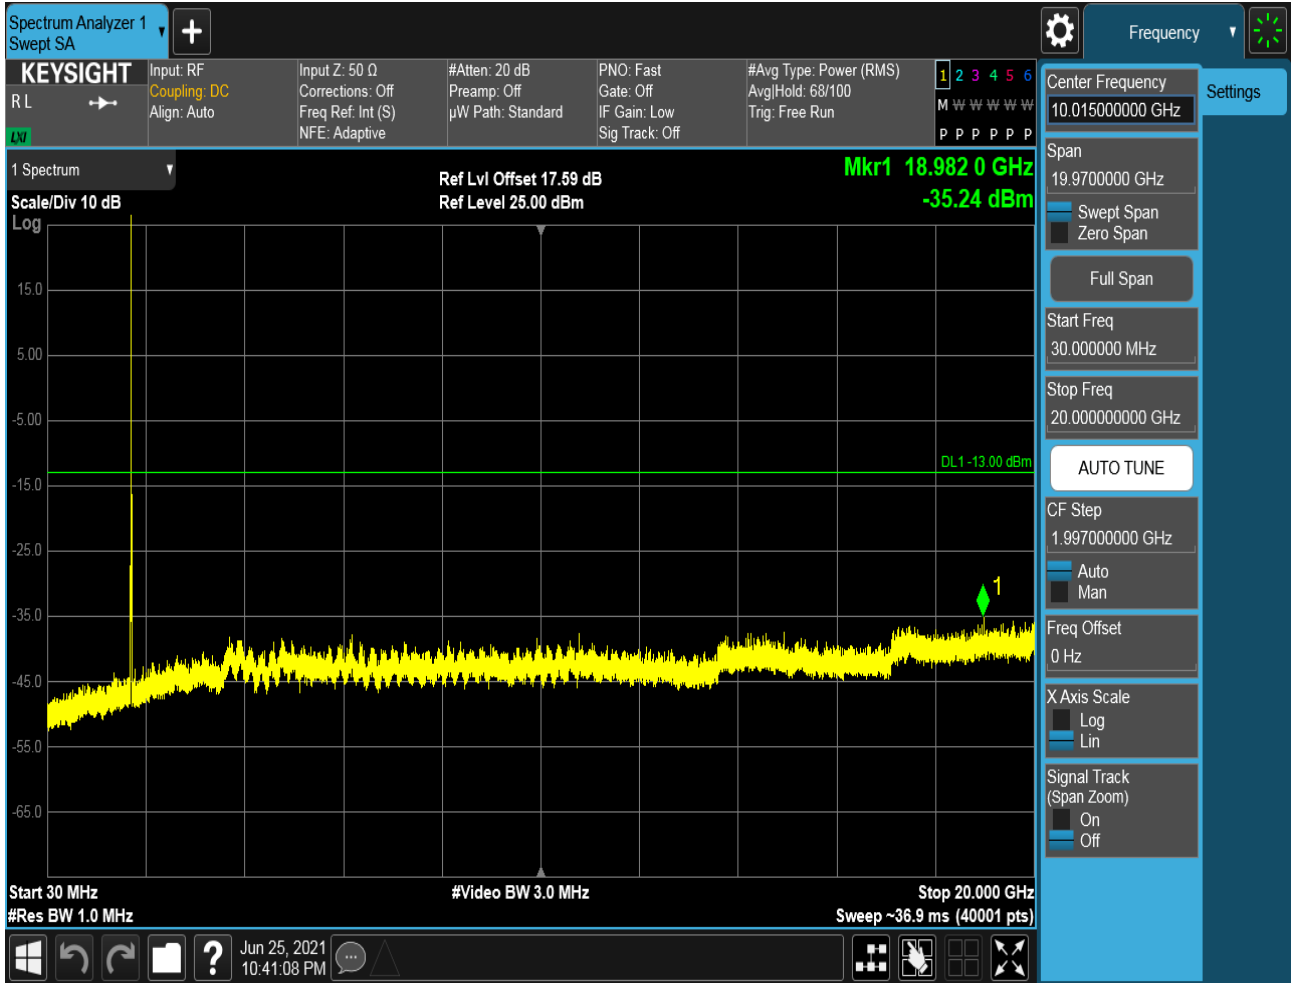 Spectrum Analyzer 1
Swept SA
Frequency
KEYSIGHT
R L
LXI
Input: RF
Coupling: DC
Align: Auto
Input Z: 50 Ω
Corrections: Off
Freq Ref: Int (S)
NFE: Adaptive
#Atten: 20 dB
Preamp: Off
µW Path: Standard
PNO: Fast
Gate: Off
IF Gain: Low
Sig Track: Off
#Avg Type: Power (RMS)
Avg|Hold: 68/100
Trig: Free Run
1 2 3 4 5 6
M W W W W W
P P P P P P
1 Spectrum
Scale/Div 10 dB
Log
Ref Lvl Offset 17.59 dB
Ref Level 25.00 dBm
Mkr1 18.982 0 GHz
-35.24 dBm
15.0
5.00
-5.00
-15.0
-25.0
-35.0
-45.0
-55.0
-65.0
DL1 -13.00 dBm
1
Start 30 MHz
#Res BW 1.0 MHz
#Video BW 3.0 MHz
Stop 20.000 GHz
Sweep ~36.9 ms (40001 pts)
Center Frequency
10.015000000 GHz
Span
19.9700000 GHz
Swept Span
Zero Span
Full Span
Start Freq
30.000000 MHz
Stop Freq
20.000000000 GHz
AUTO TUNE
CF Step
1.997000000 GHz
Auto
Man
Freq Offset
0 Hz
X Axis Scale
Log
Lin
Signal Track
(Span Zoom)
On
Off
Settings
?
Jun 25, 2021
10:41:08 PM